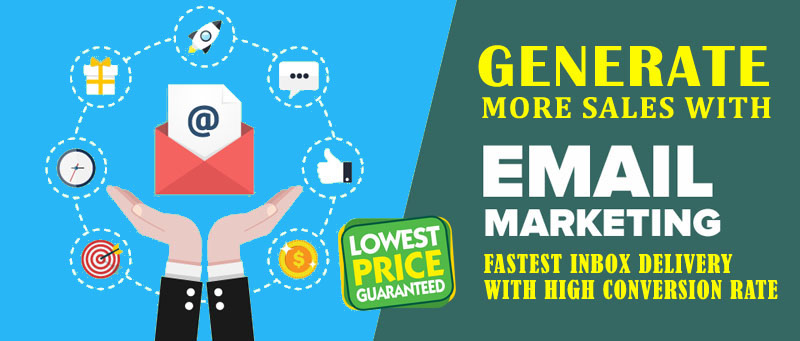 @
LOWEST
PRICE
GUARANTEED
GENERATE
MORE SALES WITH
EMAIL
MARKETING
FASTEST INBOX DELIVERY
WITH HIGH CONVERSION RATE
$